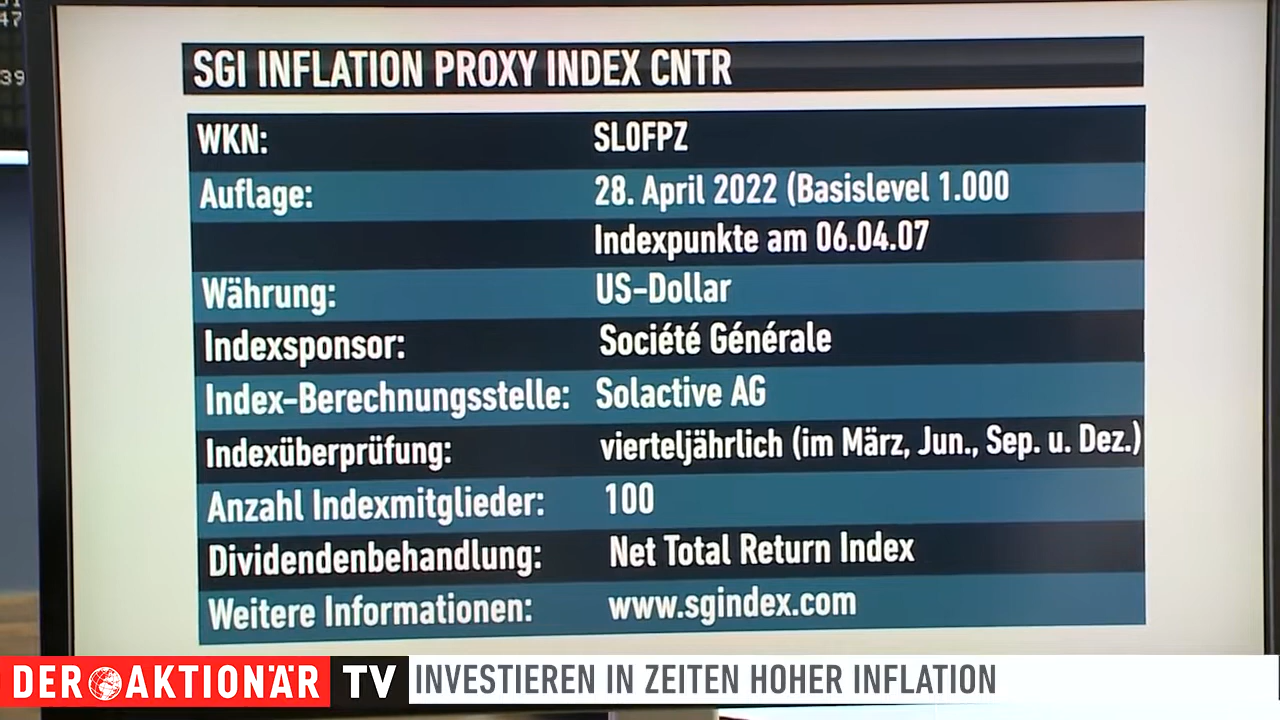 47
39
SGI INFLATION PROXY INDEX CNTR
WKN: SL0FPZ
Auflage: 28. April 2022 (Basislevel 1.000
Indexpunkte am 06.04.07
Währung: US-Dollar
Indexsponsor: Société Générale
Index-Berechnungsstelle: Solactive AG
Indexüberprüfung: vierteljährlich (im März, Jun., Sep. u. Dez.)
Anzahl Indexmitglieder: 100
Dividendenbehandlung: Net Total Return Index
Weitere Informationen: www.sgindex.com
DER AKTIONÄR TV INVESTIEREN IN ZEITEN HOHER INFLATION